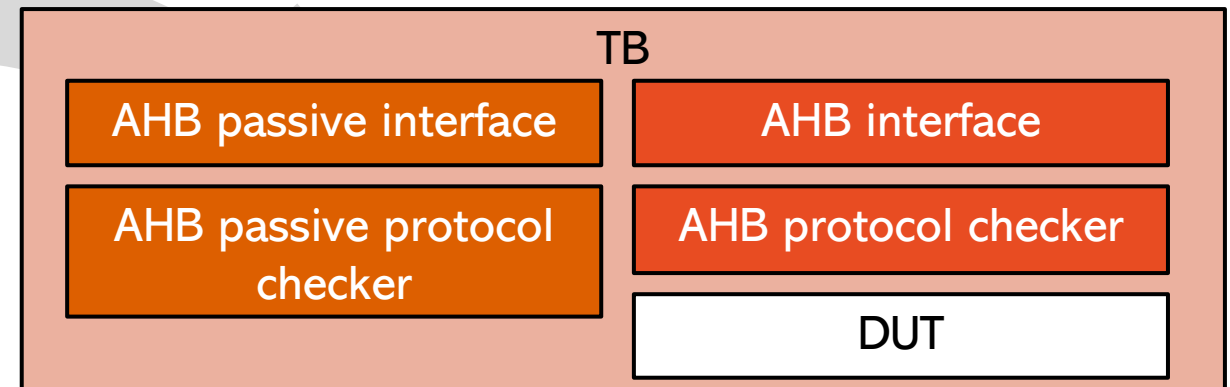 TB
AHB passive interface
AHB interface
AHB passive protocol
checker
AHB protocol checker
DUT